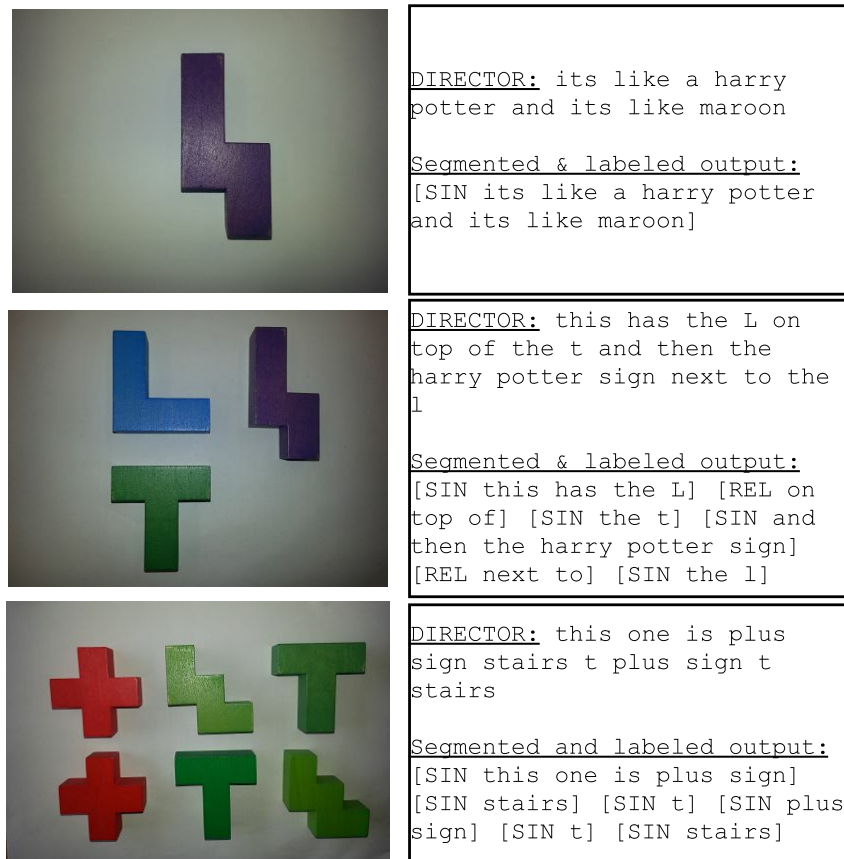 DIRECTOR: its like a harry
potter and its like maroon
Segmented & labeled output:
[SIN its like a harry potter
and its like maroon]
DIRECTOR: this has the L on
top of the t and then the
harry potter sign next to the
l
Segmented & labeled output:
[SIN this has the L] [REL on
top of] [SIN the t] [SIN and
then the harry potter sign]
[REL next to] [SIN the l]
DIRECTOR: this one is plus
sign stairs t plus sign t
stairs
Segmented and labeled output:
[SIN this one is plus sign]
[SIN stairs] [SIN t] [SIN plus
sign] [SIN t] [SIN stairs]